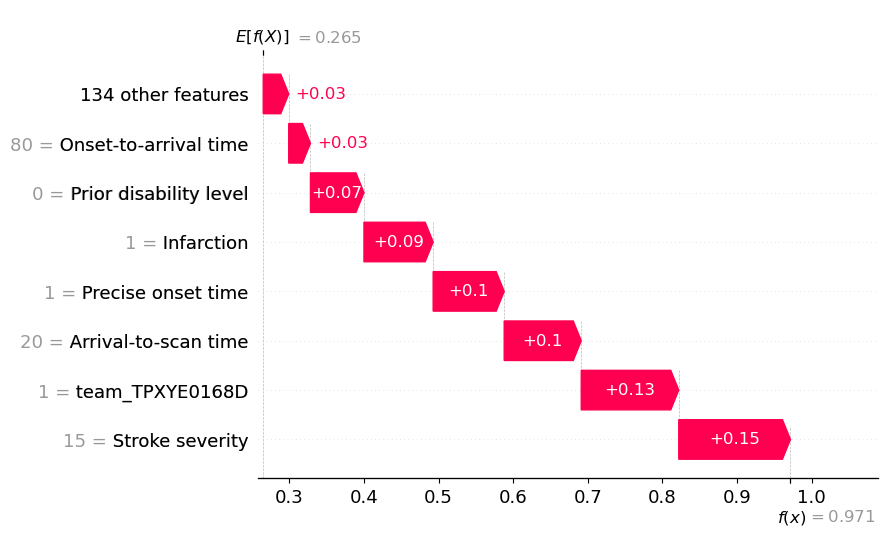 E[f(X)] = 0.265
134 other features +0.03
80 = Onset-to-arrival time +0.03
0 = Prior disability level +0.07
1 = Infarction +0.09
1 = Precise onset time +0.1
20 = Arrival-to-scan time +0.1
1 = team_TPXYE0168D +0.13
15 = Stroke severity +0.15
0.3 0.4 0.5 0.6 0.7 0.8 0.9 1.0
f(x) = 0.971